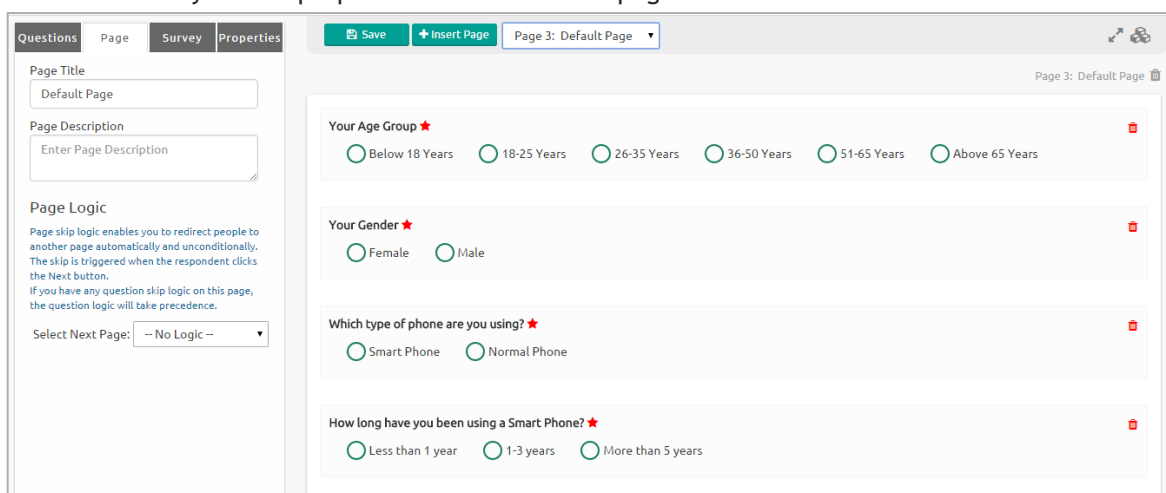 Questions Page Survey Properties
Save Insert Page Page 3: Default Page
Page 3: Default Page
Page Title
Default Page
Page Description
Enter Page Description
Page Logic
Page skip logic enables you to redirect people to
another page automatically and unconditionally.
The skip is triggered when the respondent clicks
the Next button.
If you have any question skip logic on this page,
the question logic will take precedence.
Select Next Page: -- No Logic --
Your Age Group
Below 18 Years 18-25 Years 26-35 Years 36-50 Years 51-65 Years Above 65 Years
Your Gender
Female Male
Which type of phone are you using?
Smart Phone Normal Phone
How long have you been using a Smart Phone?
Less than 1 year 1-3 years More than 5 years